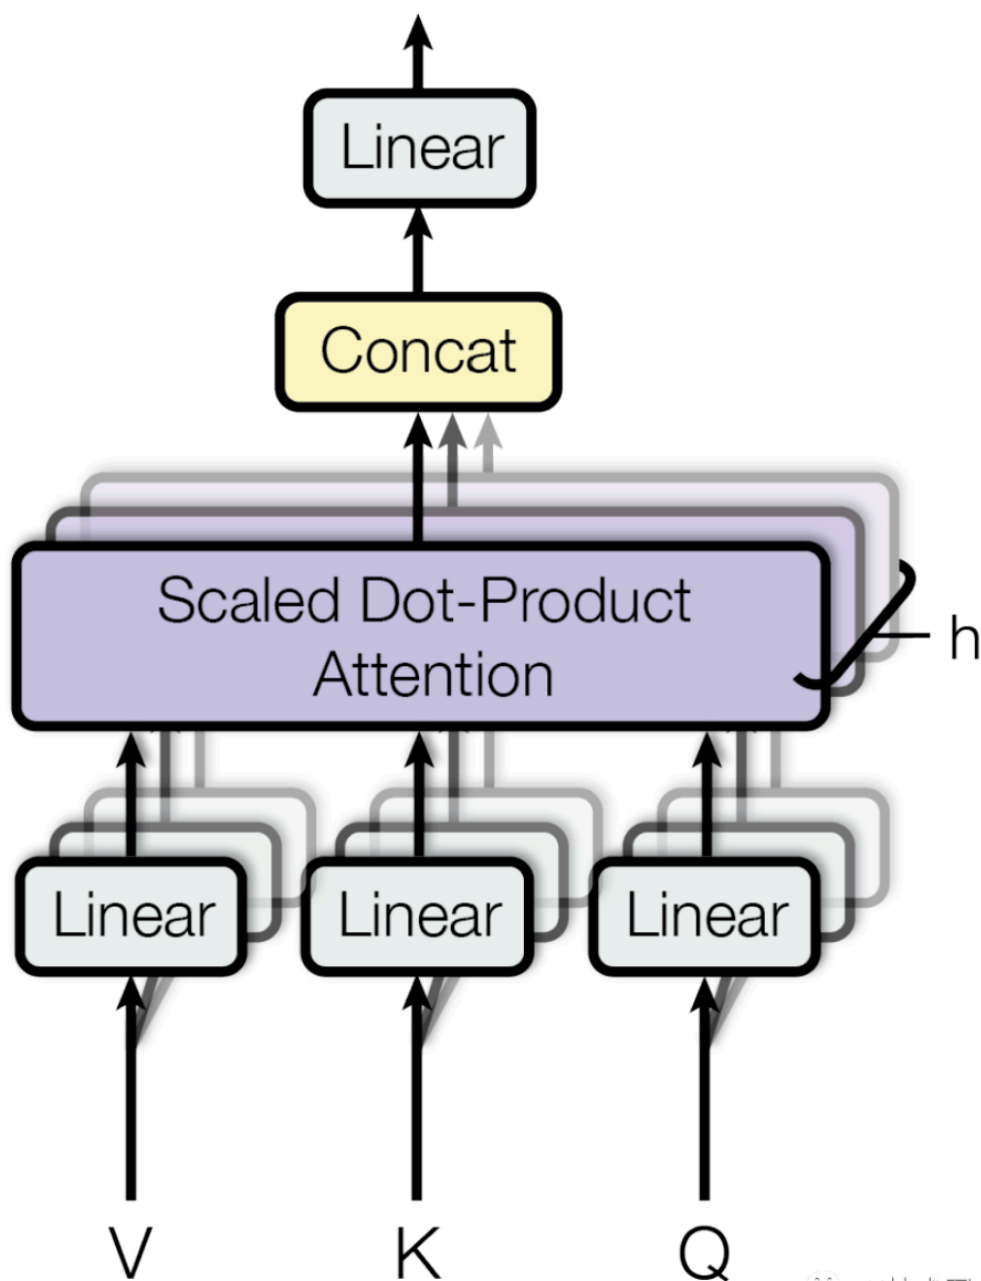 Linear
Concat
Scaled Dot-Product
Attention
h
Linear
Linear
Linear
V
K
Q